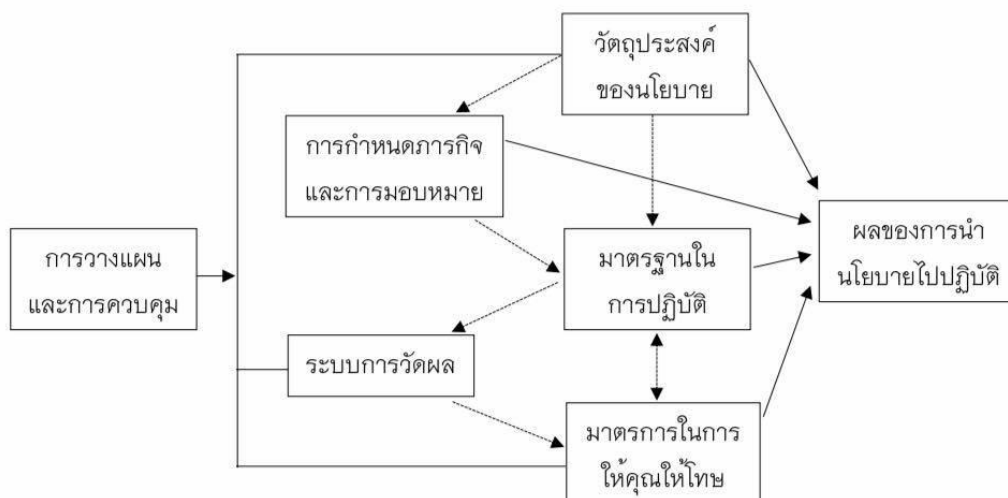 วัตถุประสงค์
ของนโยบาย
การกำหนดภารกิจ
และการมอบหมาย
การวางแผน
และการควบคุม
มาตรฐานใน
การปฏิบัติ
ผลของการนำ
นโยบายไปปฏิบัติ
ระบบการวัดผล
มาตรการในการ
ให้คุณให้โทษ